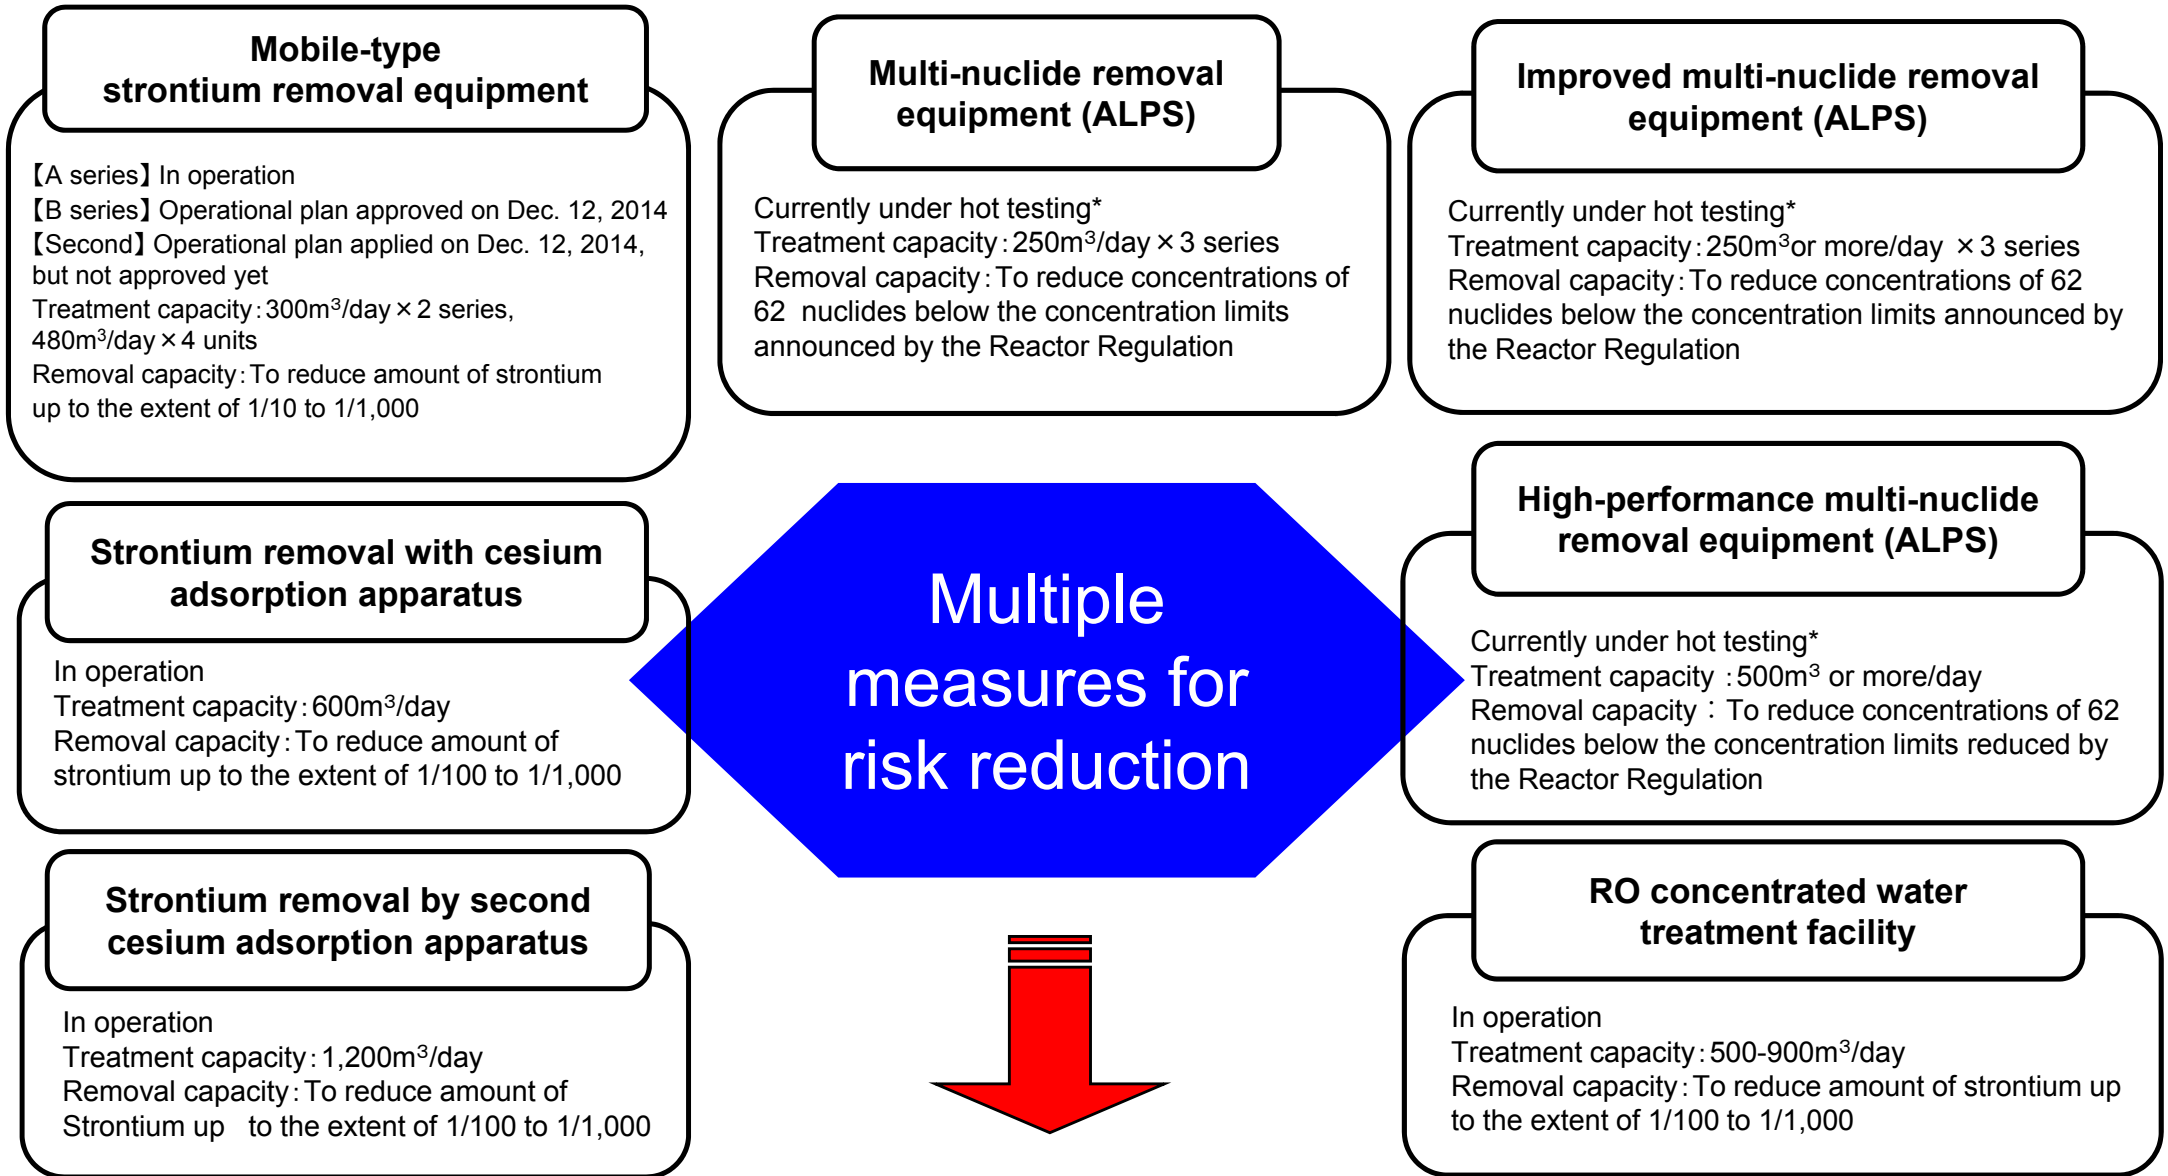 Mobile-type
strontium removal equipment
【A series】In operation
【B series】Operational plan approved on Dec. 12, 2014
【Second】Operational plan applied on Dec. 12, 2014,
but not approved yet
Treatment capacity：300m³/day×2 series,
480m³/day×4 units
Removal capacity：To reduce amount of strontium
up to the extent of 1/10 to 1/1,000
Multi-nuclide removal
equipment (ALPS)
Currently under hot testing*
Treatment capacity：250m³/day×3 series
Removal capacity：To reduce concentrations of
62 nuclides below the concentration limits
announced by the Reactor Regulation
Improved multi-nuclide removal
equipment (ALPS)
Currently under hot testing*
Treatment capacity：250m³or more/day ×3 series
Removal capacity：To reduce concentrations of 62
nuclides below the concentration limits announced by
the Reactor Regulation
Strontium removal with cesium
adsorption apparatus
In operation
Treatment capacity：600m³/day
Removal capacity：To reduce amount of
strontium up to the extent of 1/100 to 1/1,000
Multiple
measures for
risk reduction
High-performance multi-nuclide
removal equipment (ALPS)
Currently under hot testing*
Treatment capacity ：500m³ or more/day
Removal capacity： To reduce concentrations of 62
nuclides below the concentration limits reduced by
the Reactor Regulation
Strontium removal by second
cesium adsorption apparatus
In operation
Treatment capacity：1,200m³/day
Removal capacity：To reduce amount of
Strontium up to the extent of 1/100 to 1/1,000
RO concentrated water
treatment facility
In operation
Treatment capacity：500-900m³/day
Removal capacity：To reduce amount of strontium up
to the extent of 1/100 to 1/1,000